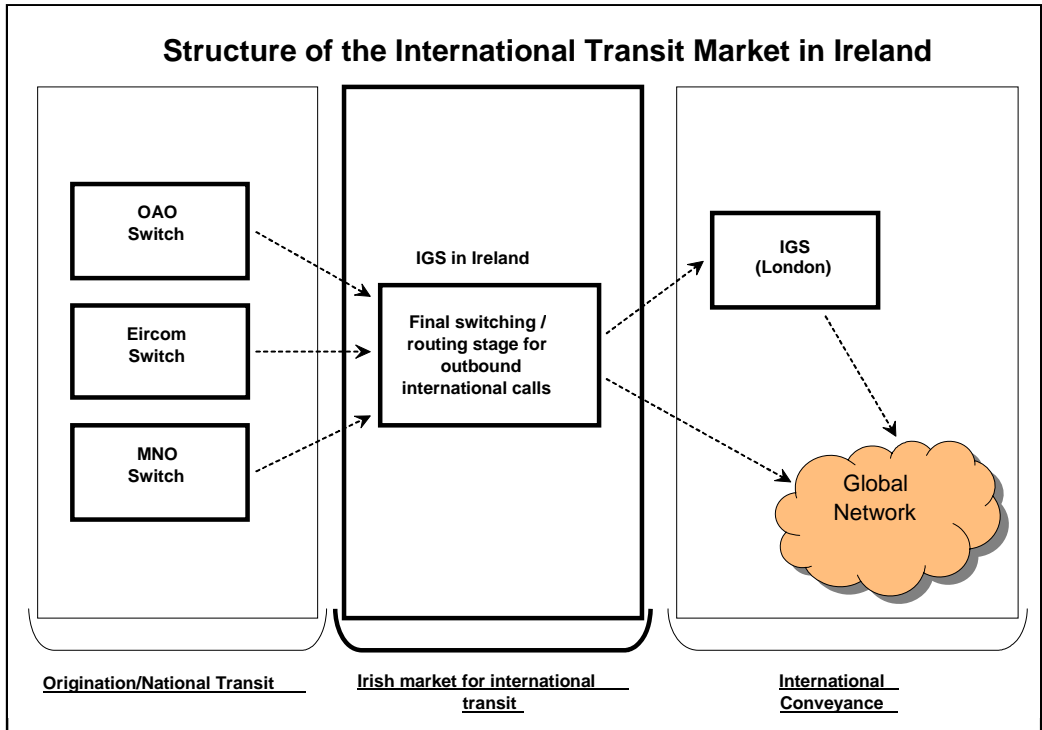 Structure of the International Transit Market in Ireland
OAO
Switch
Eircom
Switch
MNO
Switch
IGS in Ireland
Final switching /
routing stage for
outbound
international calls
IGS
(London)
Global
Network
Origination/National Transit
Irish market for international
transit
International
Conveyance